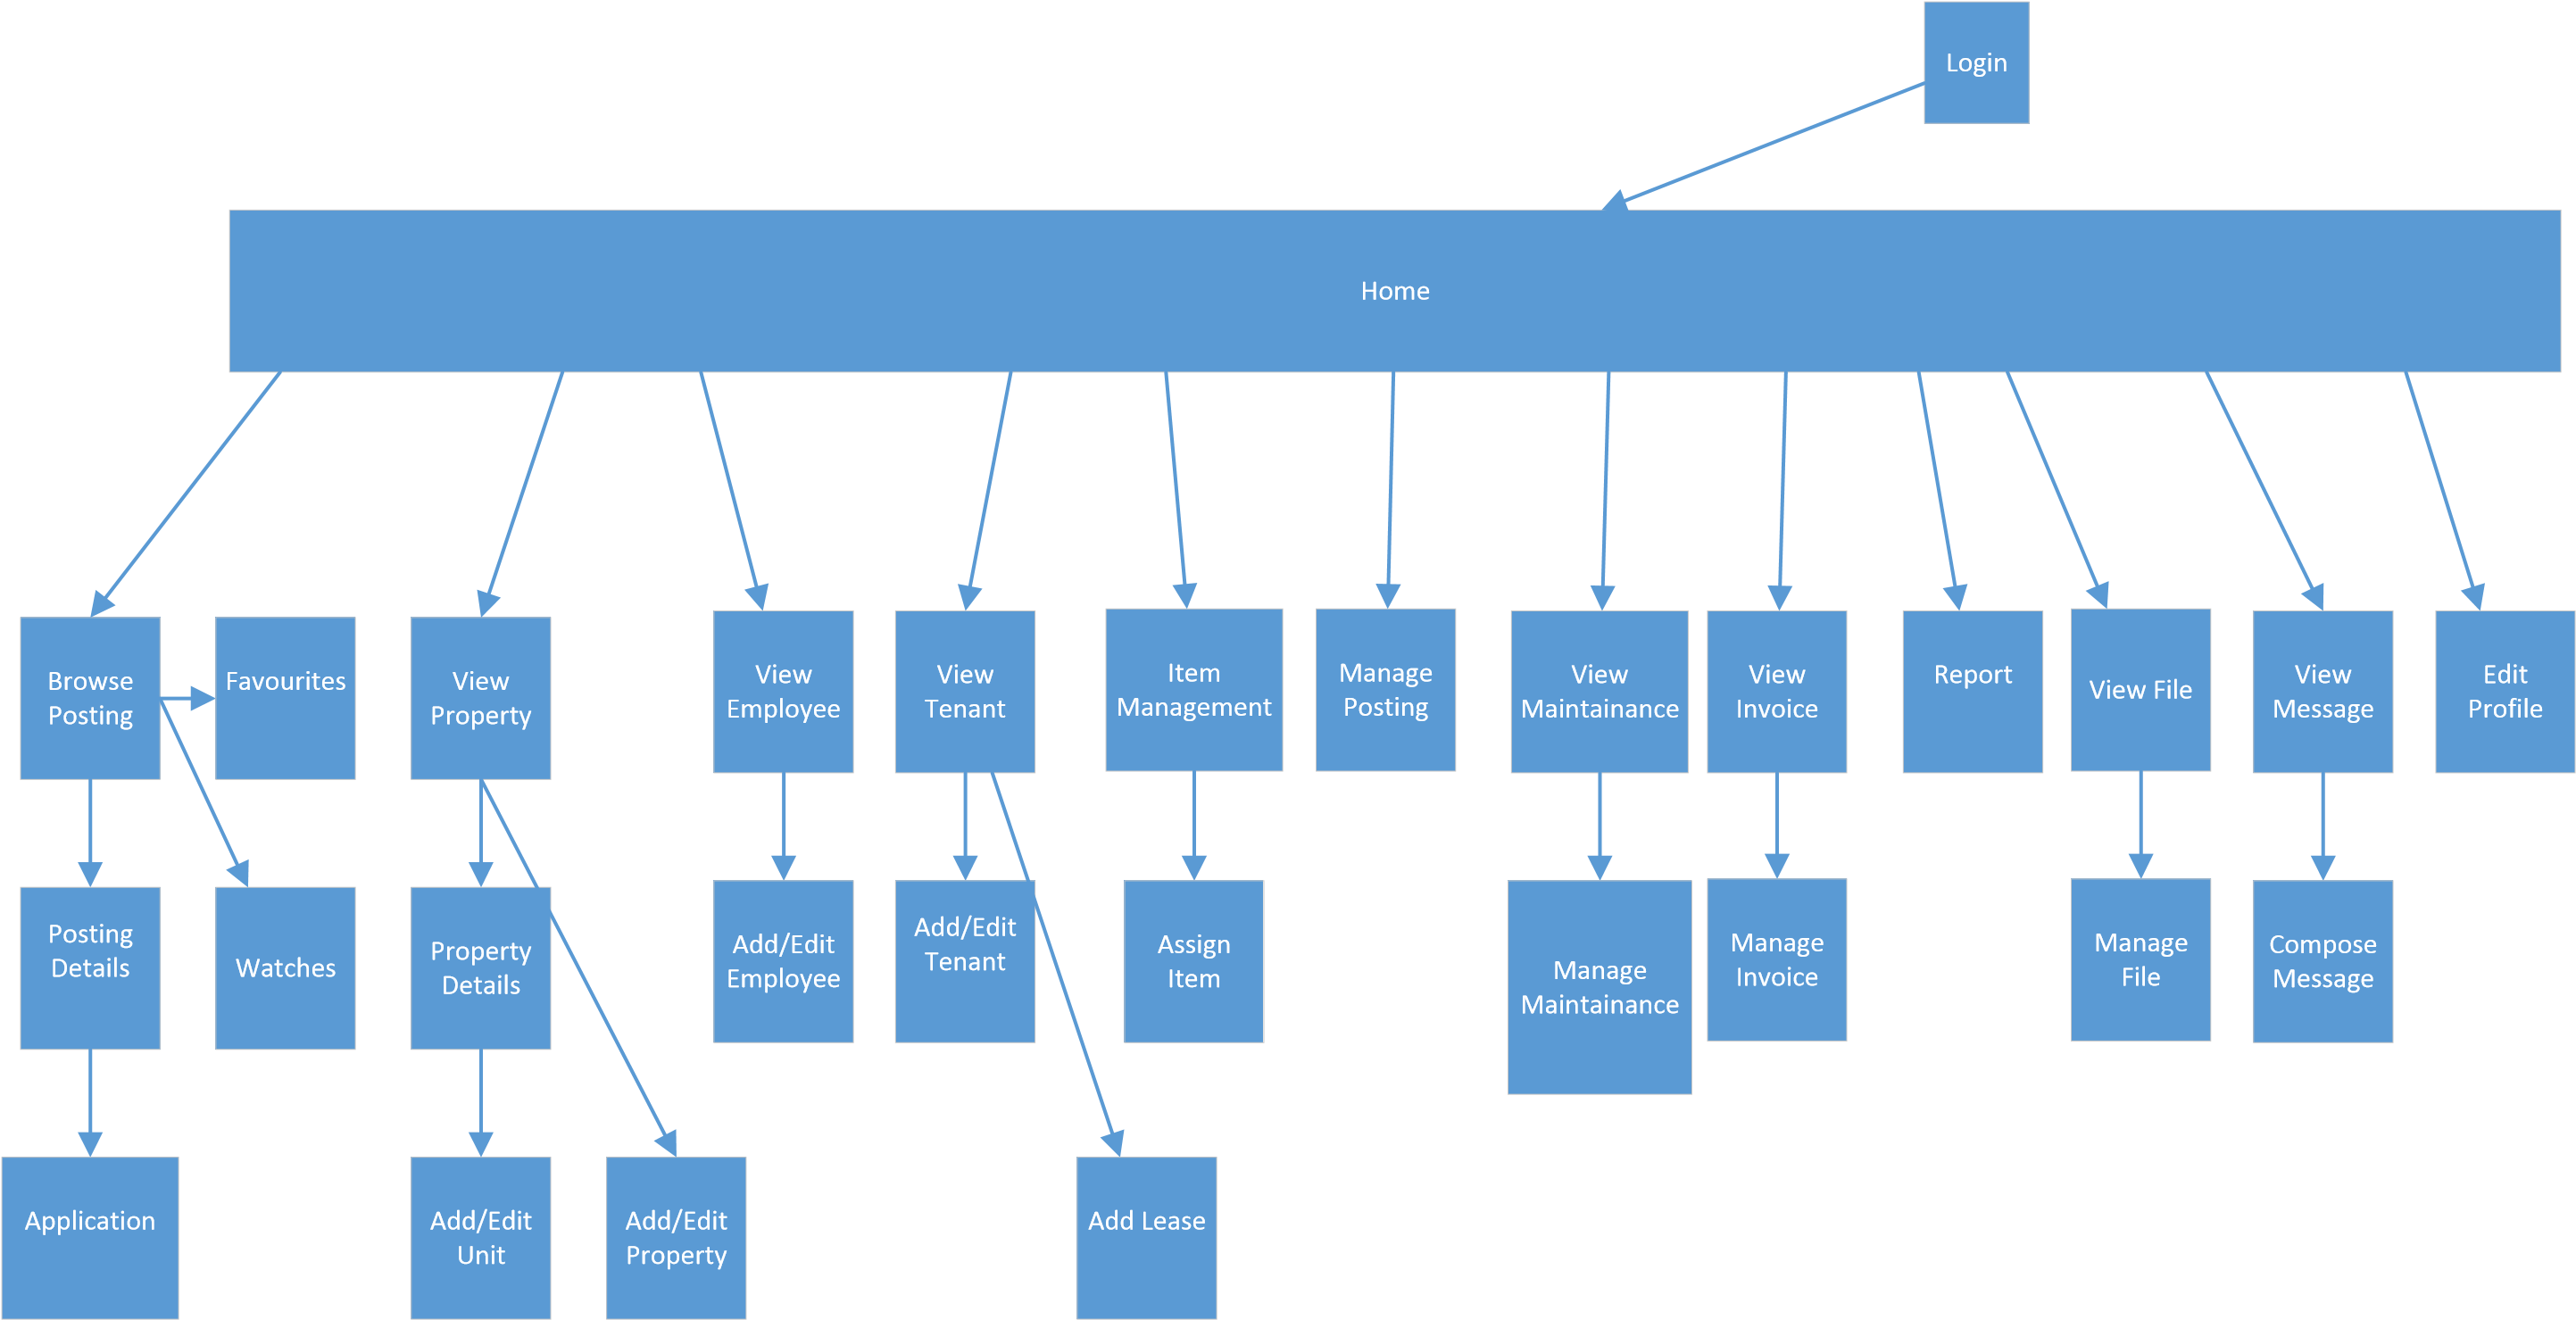 Login
Home
Browse
Posting
Favourites
View
Property
View
Employee
View
Tenant
Item
Management
Manage
Posting
View
Maintainance
View
Invoice
Report
View File
View
Message
Edit
Profile
Posting
Details
Watches
Property
Details
Add/Edit
Employee
Add/Edit
Tenant
Assign
Item
Manage
Maintainance
Manage
Invoice
Manage
File
Compose
Message
Application
Add/Edit
Unit
Add/Edit
Property
Add Lease